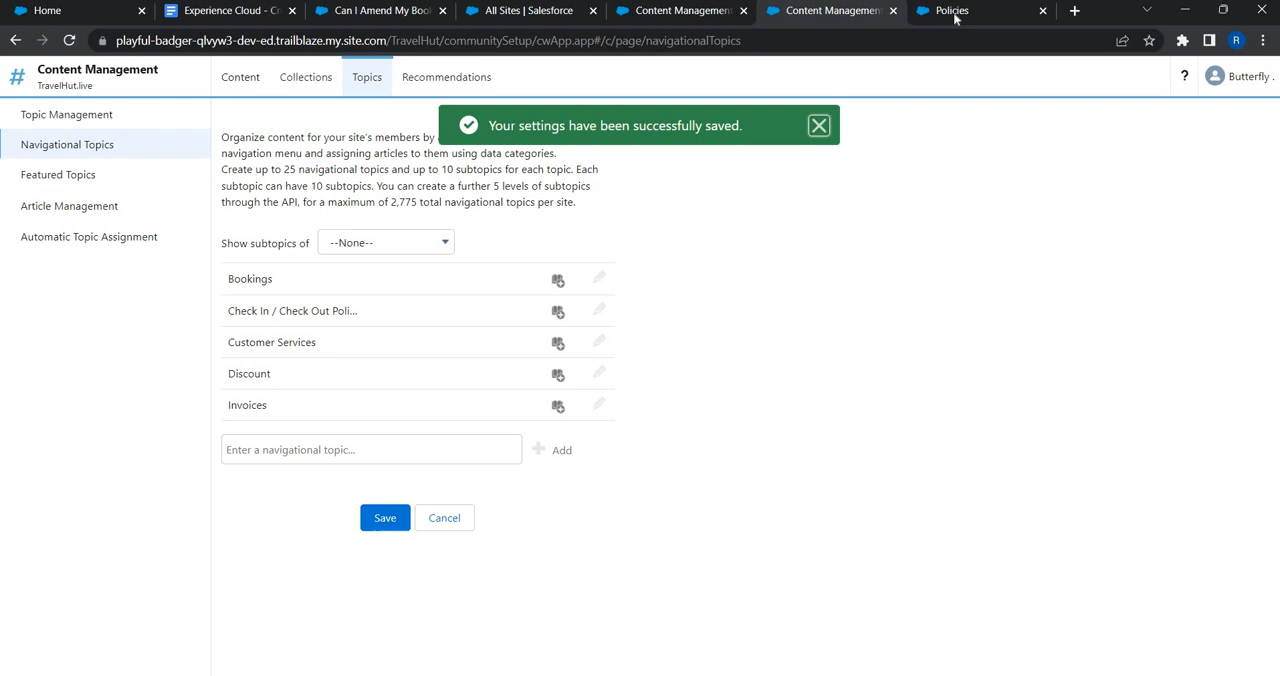 Home
Experience Cloud - Cr
Can I Amend My Boo
All Sites | Salesforce
Content Management
Content Management
Policies
playful-badger-qlvyw3-dev-ed.trailblaze.my.site.com/TravelHut/communitySetup/cwApp.app#/c/page/navigationalTopics
R
# Content Management
TravelHut.live
Content
Collections
Topics
Recommendations
?
Butterfly .
Topic Management
Navigational Topics
Featured Topics
Article Management
Automatic Topic Assignment
Your settings have been successfully saved.
Organize content for your site's members by
navigation menu and assigning articles to them using data categories.
Create up to 25 navigational topics and up to 10 subtopics for each topic. Each
subtopic can have 10 subtopics. You can create a further 5 levels of subtopics
through the API, for a maximum of 2,775 total navigational topics per site.
Show subtopics of
--None--
Bookings
Check In / Check Out Poli...
Customer Services
Discount
Invoices
Enter a navigational topic...
Add
Save
Cancel